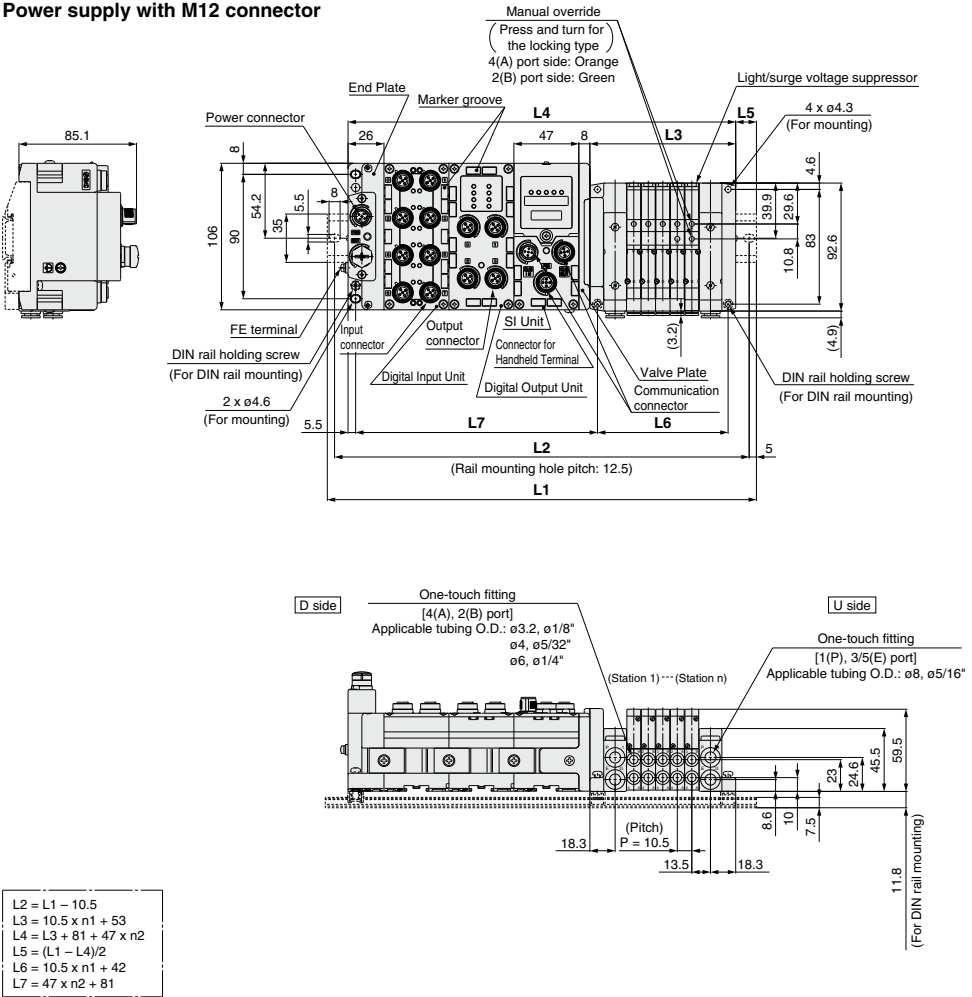 Power supply with M12 connector
Manual override
(Press and turn for
the locking type)
4(A) port side: Orange
2(B) port side: Green
Light/surge voltage suppressor
End Plate
Marker groove
L4
L5
4 x ø4.3
(For mounting)
Power connector
85.1
26
47
8
L3
8
4.6
54.2
5.5
8
35
106
90
39.9
29.6
10.8
83
92.6
(3.2)
(4.9)
FE terminal
Input
connector
Output
connector
SI Unit
Connector for
Handheld Terminal
DIN rail holding screw
(For DIN rail mounting)
Digital Input Unit
Digital Output Unit
Valve Plate
Communication
connector
DIN rail holding screw
(For DIN rail mounting)
2 x ø4.6
(For mounting)
5.5
L7
L6
L2
5
(Rail mounting hole pitch: 12.5)
L1
D side
One-touch fitting
[4(A), 2(B) port]
Applicable tubing O.D.: ø3.2, ø1/8"
ø4, ø5/32"
ø6, ø1/4"
U side
One-touch fitting
[1(P), 3/5(E) port]
Applicable tubing O.D.: ø8, ø5/16"
(Station 1) --- (Station n)
23
24.6
45.5
59.5
8.6
10
7.5
18.3
(Pitch)
P = 10.5
13.5
18.3
11.8
(For DIN rail mounting)
L2 = L1 – 10.5
L3 = 10.5 x n1 + 53
L4 = L3 + 81 + 47 x n2
L5 = (L1 – L4)/2
L6 = 10.5 x n1 + 42
L7 = 47 x n2 + 81